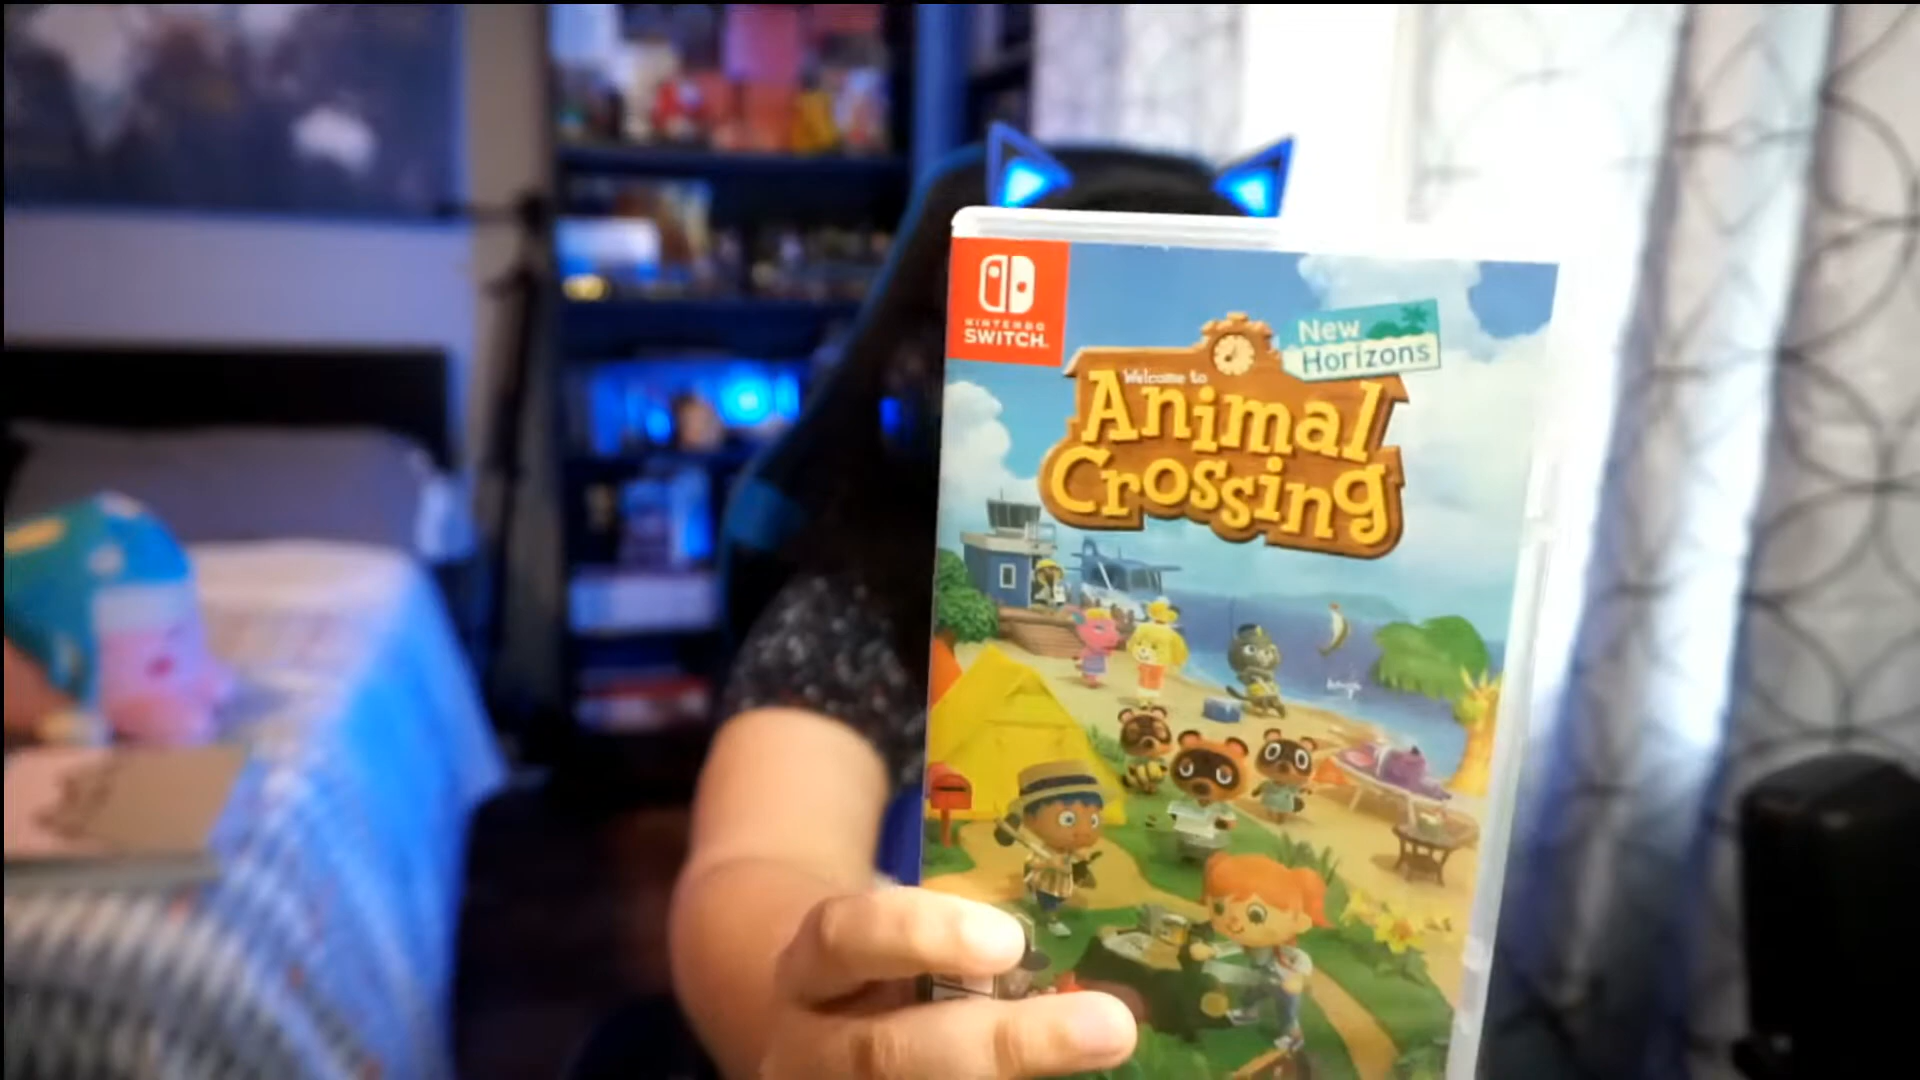 NINTENDO
SWITCH.
New
Horizons
Welcome to
Animal
Crossing